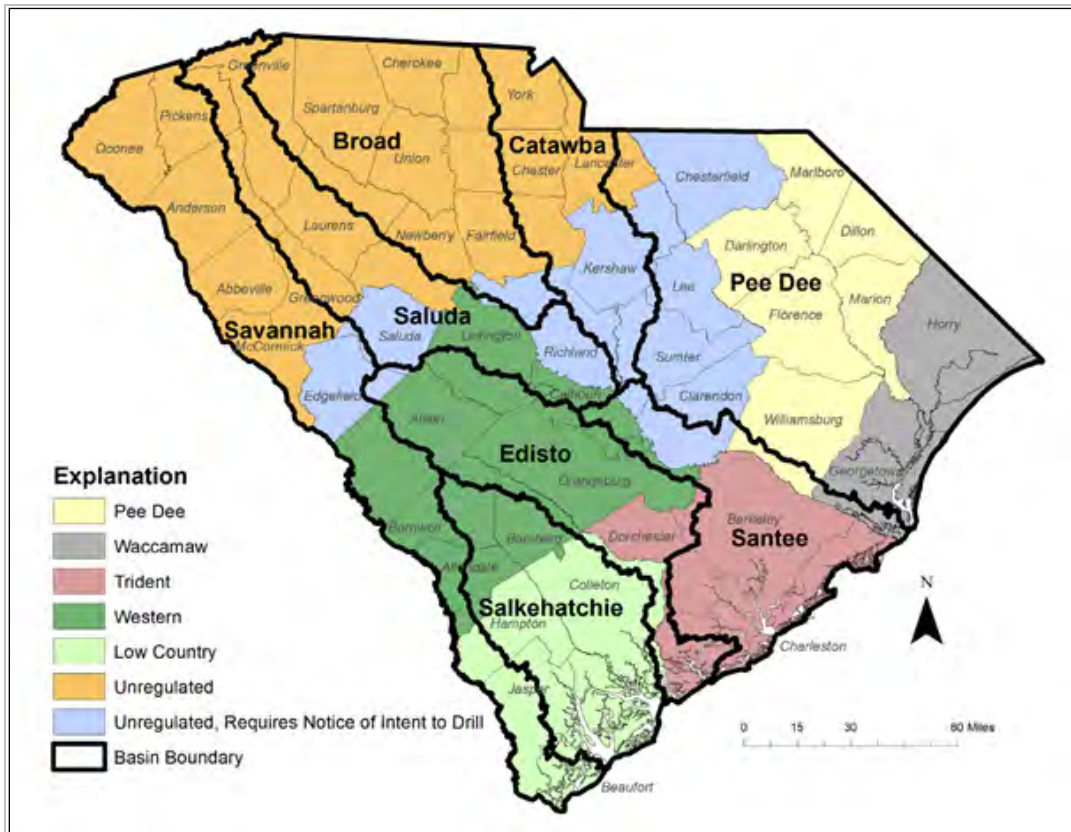 Greenville
Cherokee
York
Pickens
Spartanburg
Oconee
Broad
Catawba
Union
Lancaster
Chester
Chesterfield
Marlboro
Anderson
Laurens
Newberry
Fairfield
Darlington
Dillon
Kershaw
Abbeville
Greenwood
Lee
Pee Dee
Marion
Saluda
Florence
Horry
Savannah
Saluda
Lexington
McCormick
Richland
Sumter
Edgefield
Calhoun
Clarendon
Aiken
Williamsburg
Edisto
Explanation
Orangeburg
Georgetown
Pee Dee
Barnwell
Berkeley
Waccamaw
Bamberg
Dorchester
Santee
Trident
Allendale
Colleton
Western
Salkehatchie
N
Hampton
Low Country
Charleston
Unregulated
Jasper
Unregulated, Requires Notice of Intent to Drill
0 15 30 60 Miles
Basin Boundary
Beaufort